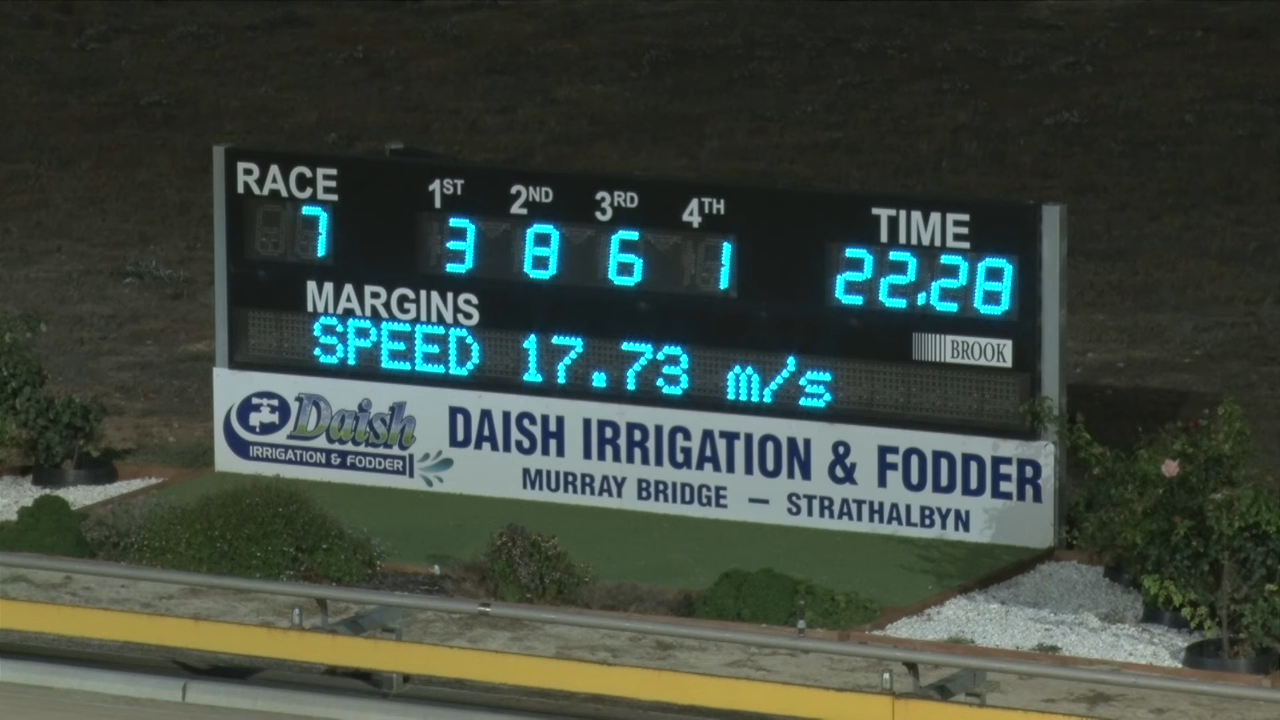 RACE 1ST 2ND 3RD 4TH TIME
7 3 8 6 1 22.28
MARGINS
SPEED 17.73 m/s
BROOK
Daish
IRRIGATION & FODDER
DAISH IRRIGATION & FODDER
MURRAY BRIDGE – STRATHALBYN